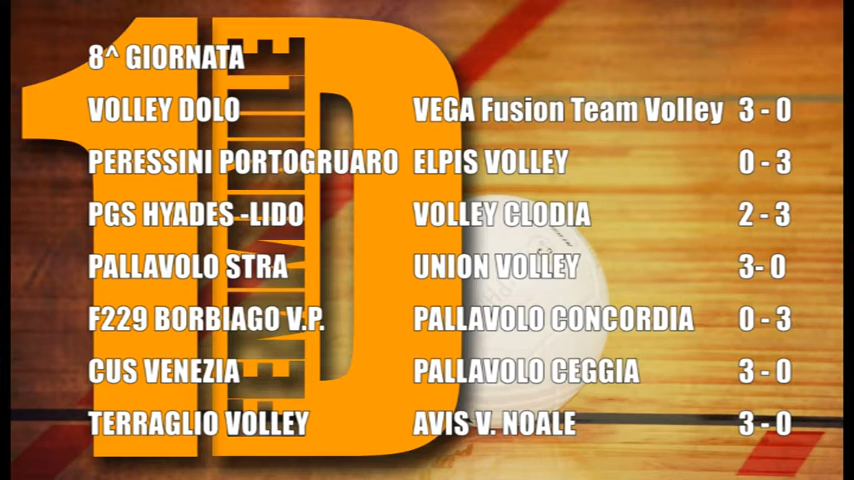 1D
FEMMINILE
8^ GIORNATA
VOLLEY DOLO VEGA Fusion Team Volley 3 - 0
PERESSINI PORTOGRUARO ELPIS VOLLEY 0 - 3
PGS HYADES -LIDO VOLLEY CLODIA 2 - 3
PALLAVOLO STRA UNION VOLLEY 3- 0
F229 BORBIAGO V.P. PALLAVOLO CONCORDIA 0 - 3
CUS VENEZIA PALLAVOLO CEGGIA 3 - 0
TERRAGLIO VOLLEY AVIS V. NOALE 3 - 0